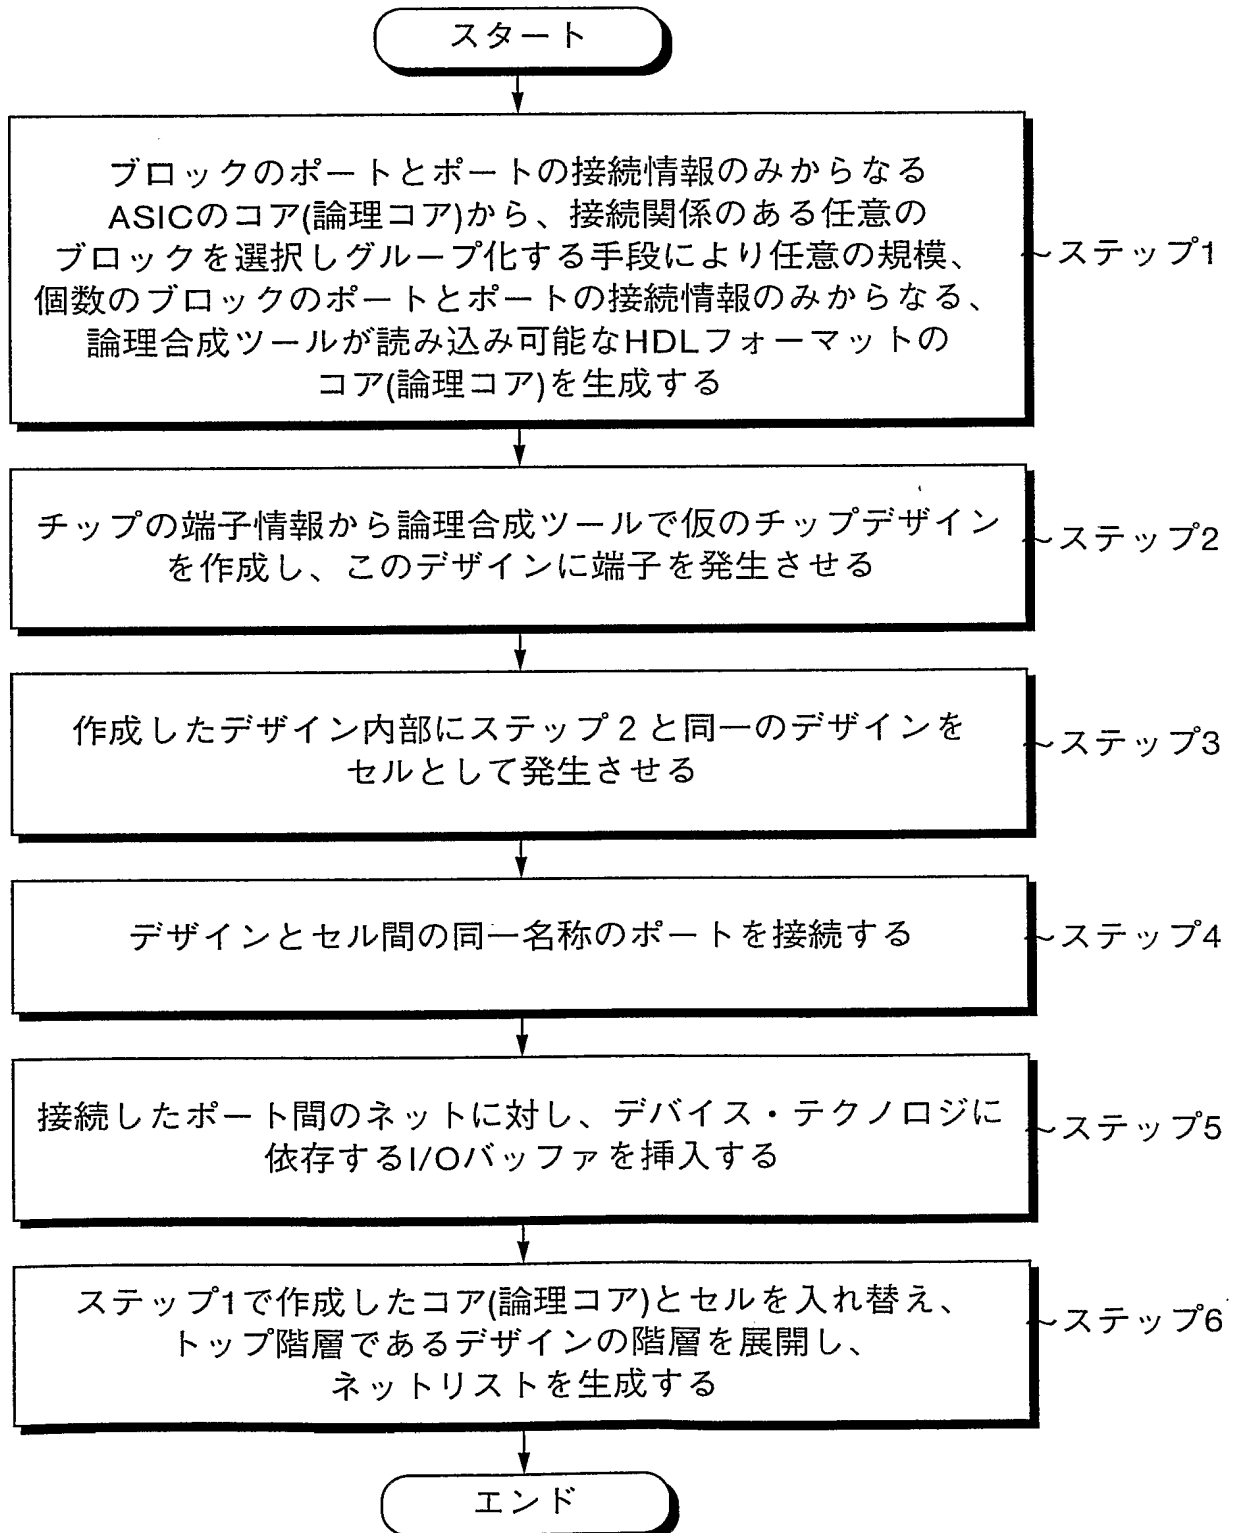 スタート
ブロックのポートとポートの接続情報のみからなる
ASICのコア(論理コア)から、接続関係のある任意の
ブロックを選択しグループ化する手段により任意の規模、
個数のブロックのポートとポートの接続情報のみからなる、
論理合成ツールが読み込み可能なHDLフォーマットの
コア(論理コア)を生成する
ステップ1
チップの端子情報から論理合成ツールで仮のチップデザイン
を作成し、このデザインに端子を発生させる
ステップ2
作成したデザイン内部にステップ2と同一のデザインを
セルとして発生させる
ステップ3
デザインとセル間の同一名称のポートを接続する
ステップ4
接続したポート間のネットに対し、デバイス・テクノロジに
依存するI/Oバッファを挿入する
ステップ5
ステップ1で作成したコア(論理コア)とセルを入れ替え、
トップ階層であるデザインの階層を展開し、
ネットリストを生成する
ステップ6
エンド